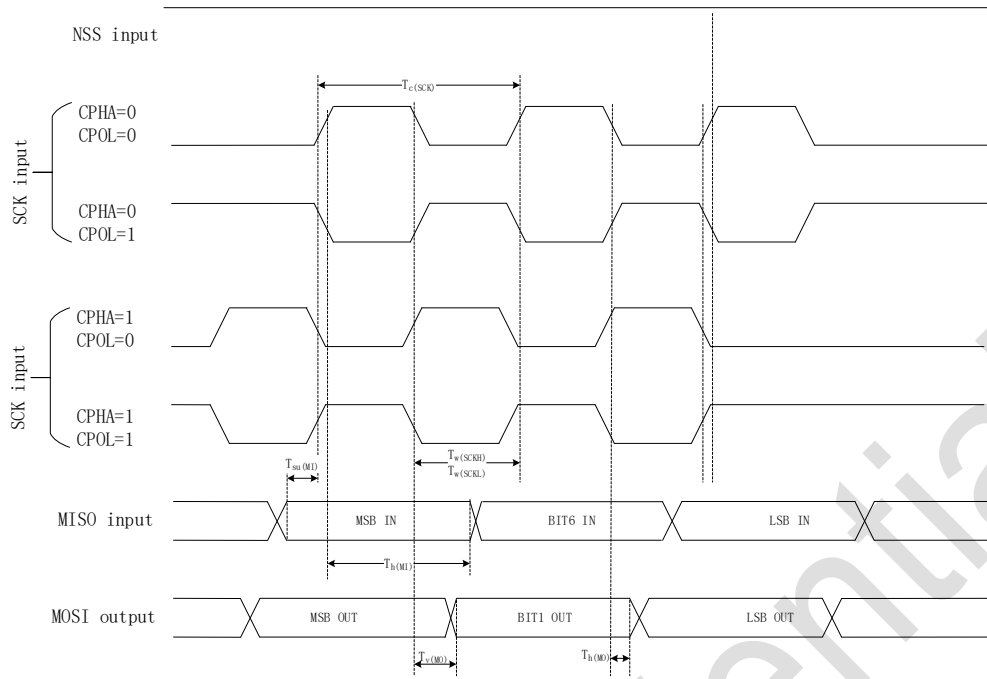 NSS input
Tc(SCK)
CPHA=0
CPOL=0
SCK input
CPHA=0
CPOL=1
CPHA=1
CPOL=0
SCK input
CPHA=1
CPOL=1
Tw(SCKH)
Tw(SCKL)
Tsu(MI)
MISO input
MSB IN
BIT6 IN
LSB IN
Th(MI)
MOSI output
MSB OUT
BIT1 OUT
LSB OUT
Tv(MO)
Th(MO)
ential